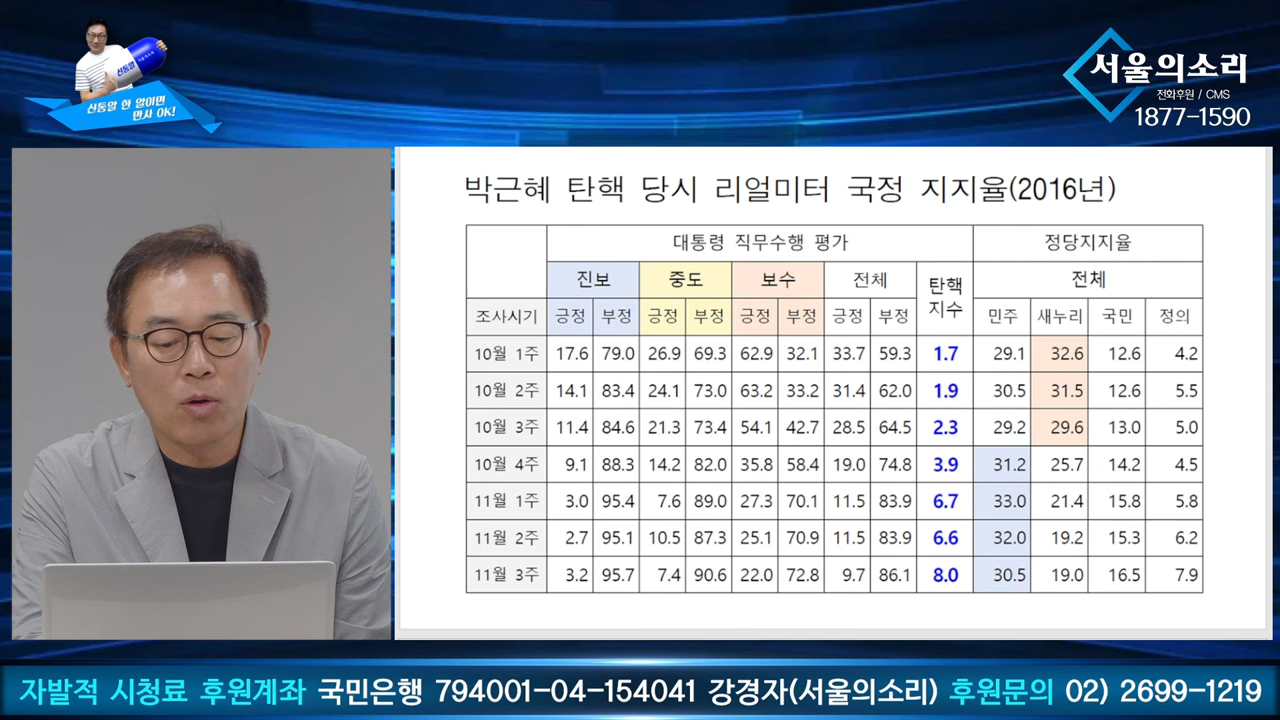 신통알
신통알 한 알이면
만사 OK!
서울의소리
전화후원 / CMS
1877-1590
박근혜 탄핵 당시 리얼미터 국정 지지율(2016년)
대통령 직무수행 평가 정당지지율
진보 중도 보수 전체 탄핵 지수 전체
조사시기 긍정 부정 긍정 부정 긍정 부정 긍정 부정 민주 새누리 국민 정의
10월 1주 17.6 79.0 26.9 69.3 62.9 32.1 33.7 59.3 1.7 29.1 32.6 12.6 4.2
10월 2주 14.1 83.4 24.1 73.0 63.2 33.2 31.4 62.0 1.9 30.5 31.5 12.6 5.5
10월 3주 11.4 84.6 21.3 73.4 54.1 42.7 28.5 64.5 2.3 29.2 29.6 13.0 5.0
10월 4주 9.1 88.3 14.2 82.0 35.8 58.4 19.0 74.8 3.9 31.2 25.7 14.2 4.5
11월 1주 3.0 95.4 7.6 89.0 27.3 70.1 11.5 83.9 6.7 33.0 21.4 15.8 5.8
11월 2주 2.7 95.1 10.5 87.3 25.1 70.9 11.5 83.9 6.6 32.0 19.2 15.3 6.2
11월 3주 3.2 95.7 7.4 90.6 22.0 72.8 9.7 86.1 8.0 30.5 19.0 16.5 7.9
자발적 시청료 후원계좌 국민은행 794001-04-154041 강경자(서울의소리) 후원문의 02) 2699-1219